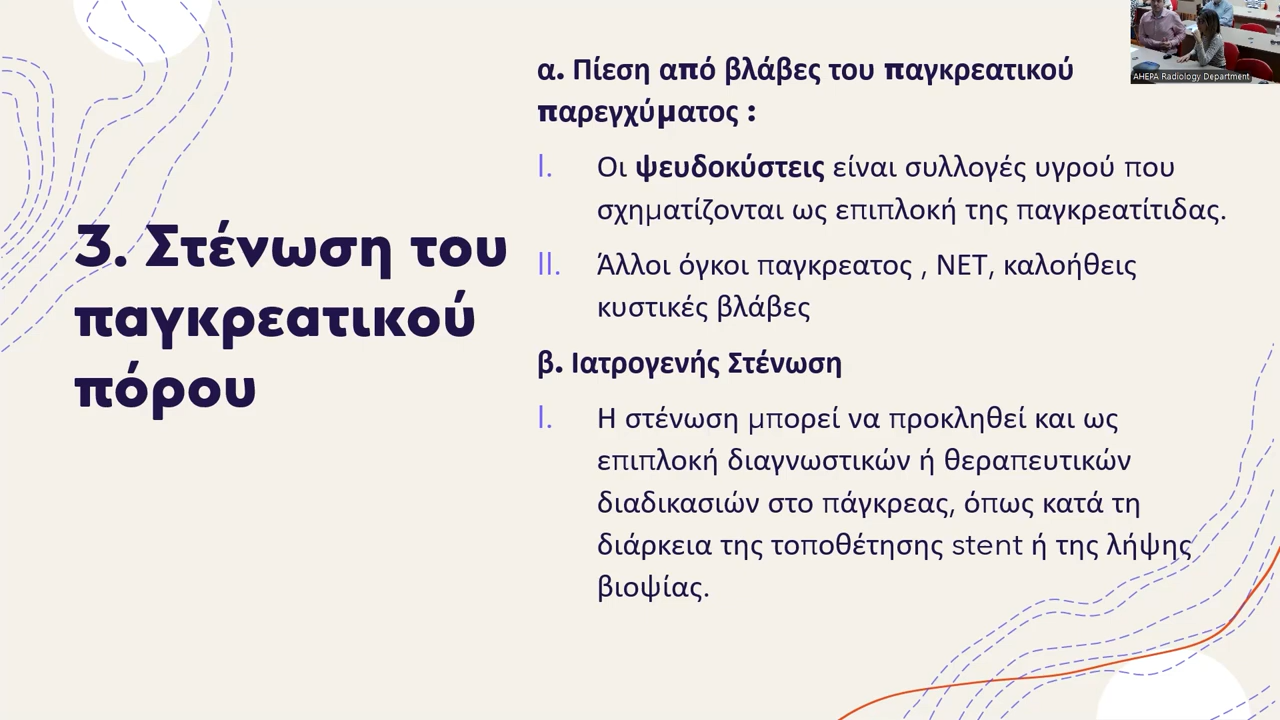 3. Στένωση του
παγκρεατικού
πόρου
α. Πίεση από βλάβες του παγκρεατικού
παρεγχύματος :
I. Οι ψευδοκύστεις είναι συλλογές υγρού που
σχηματίζονται ως επιπλοκή της παγκρεατίτιδας.
II. Άλλοι όγκοι παγκρεατος , ΝΕΤ, καλοήθεις
κυστικές βλάβες
β. Ιατρογενής Στένωση
I. Η στένωση μπορεί να προκληθεί και ως
επιπλοκή διαγνωστικών ή θεραπευτικών
διαδικασιών στο πάγκρεας, όπως κατά τη
διάρκεια της τοποθέτησης stent ή της λήψης
βιοψίας.
AHEPA Radiology Department